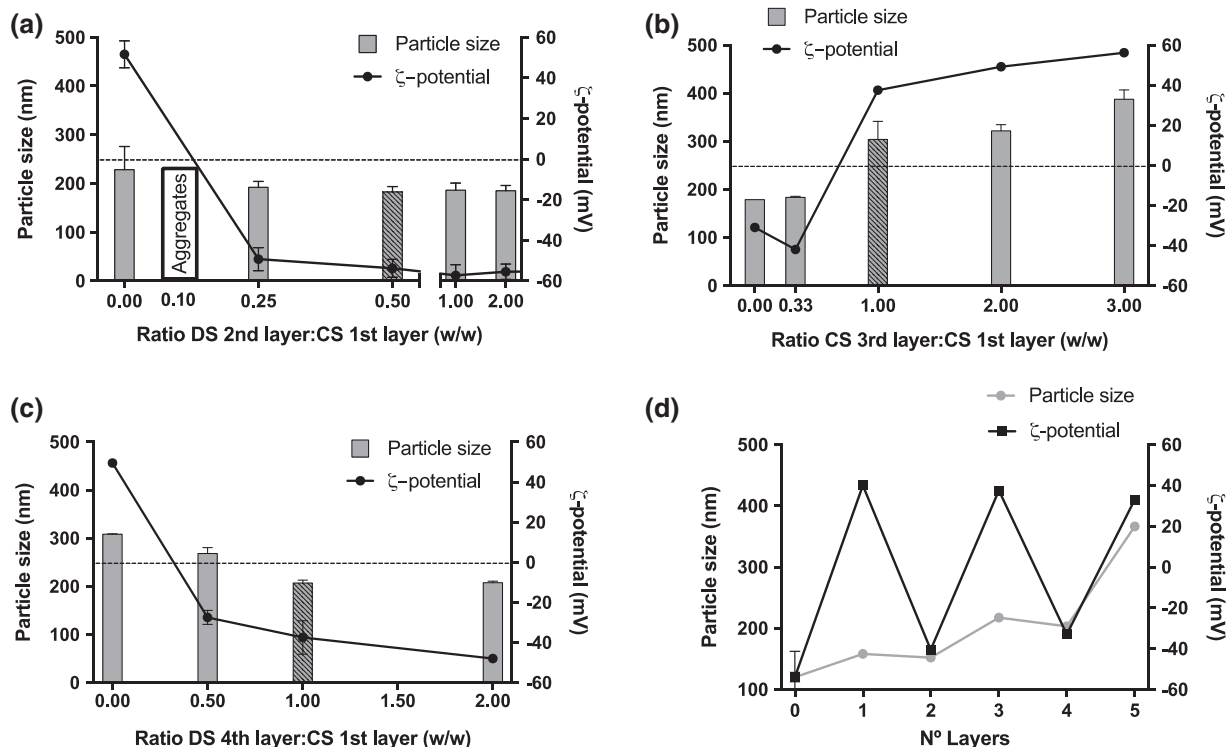 (a)
Particle size
ζ-potential
Particle size (nm)
500
400
300
200
100
0
60
40
20
0
-20
-40
-60
ζ-potential (mV)
Aggregates
0.00
0.10
0.25
0.50
1.00
2.00
Ratio DS 2nd layer:CS 1st layer (w/w)
(b)
Particle size
ζ-potential
Particle size (nm)
500
400
300
200
100
0
60
40
20
0
-20
-40
-60
ζ-potential (mV)
0.00
0.33
1.00
2.00
3.00
Ratio CS 3rd layer:CS 1st layer (w/w)
(c)
Particle size
ζ-potential
Particle size (nm)
500
400
300
200
100
0
60
40
20
0
-20
-40
-60
ζ-potential (mV)
0.00
0.50
1.00
1.50
2.00
Ratio DS 4th layer:CS 1st layer (w/w)
(d)
Particle size
ζ-potential
Particle size (nm)
500
400
300
200
100
60
40
20
0
-20
-40
-60
ζ-potential (mV)
0
1
2
3
4
5
Nº Layers